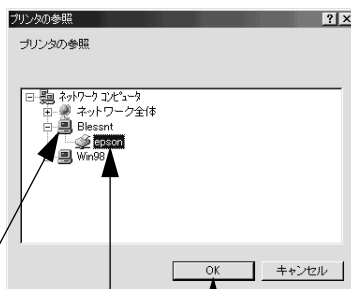 プリンタの参照
プリンタの参照
ネットワーク コンピュータ
ネットワーク全体
Blessnt
epson
Win98
OK
キャンセル